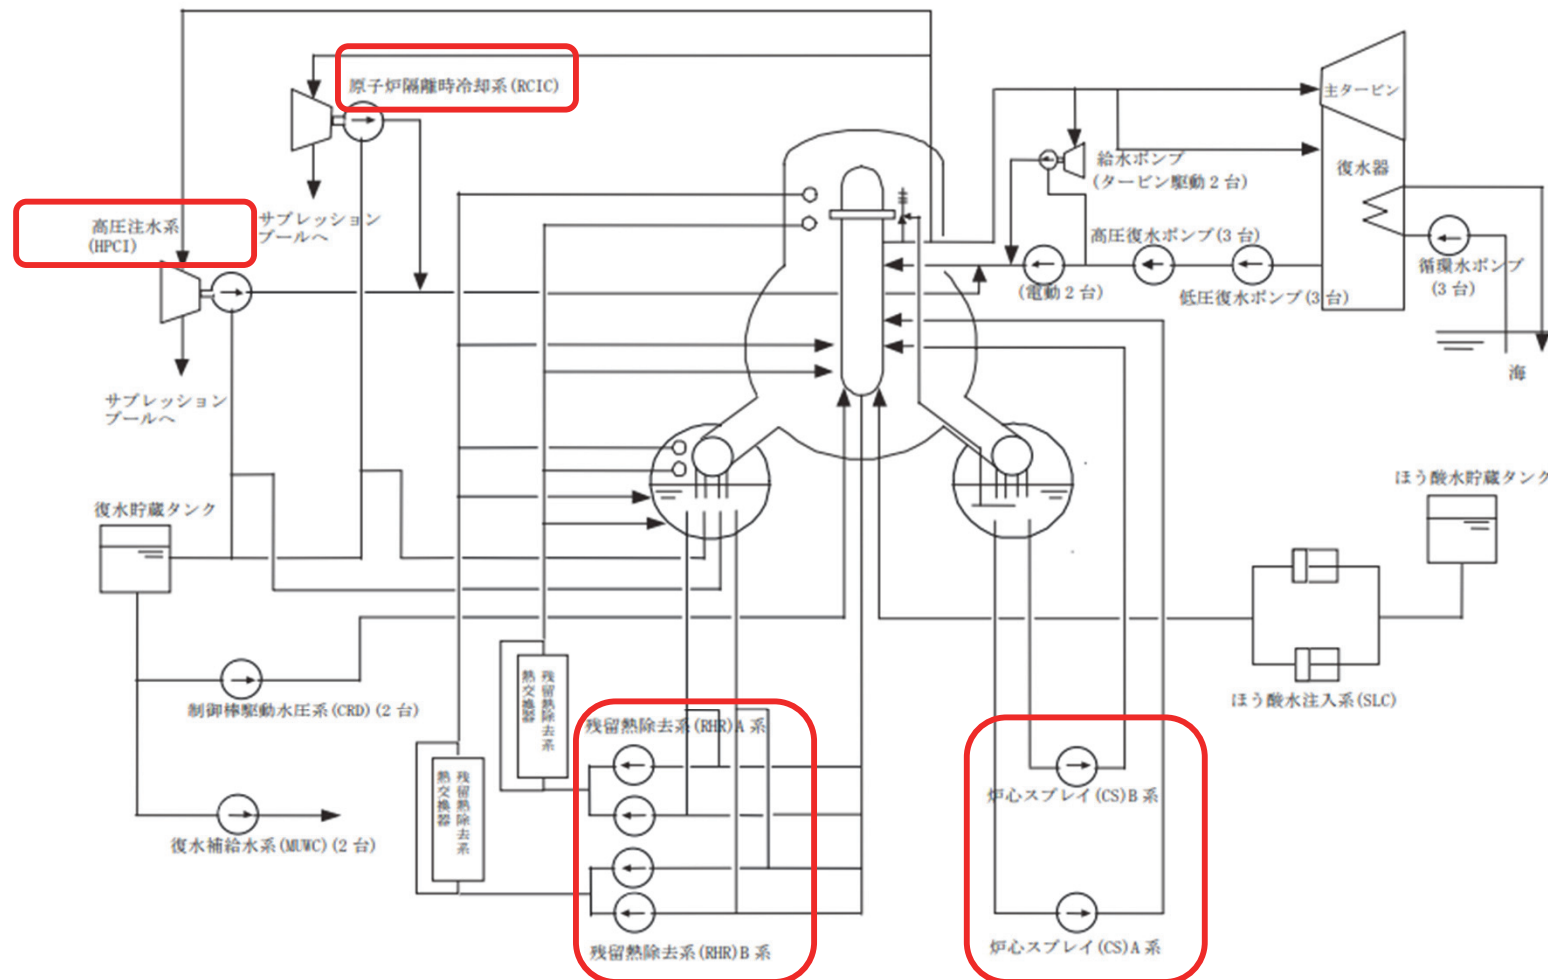 原子炉隔離時冷却系(RCIC)
主タービン
給水ポンプ
(タービン駆動2台)
復水器
高圧注水系
(HPCI)
サプレッション
プールへ
高圧復水ポンプ(3台)
循環水ポンプ
(3台)
(電動2台)
低圧復水ポンプ(3台)
海
サプレッション
プールへ
ほう酸水貯蔵タンク
復水貯蔵タンク
制御棒駆動水圧系(CRD)(2台)
残留熱除去系
熱交換器
ほう酸水注入系(SLC)
残留熱除去系(RHR)A系
残留熱除去系
熱交換器
炉心スプレイ(CS)B系
復水補給水系(MUWC)(2台)
残留熱除去系(RHR)B系
炉心スプレイ(CS)A系